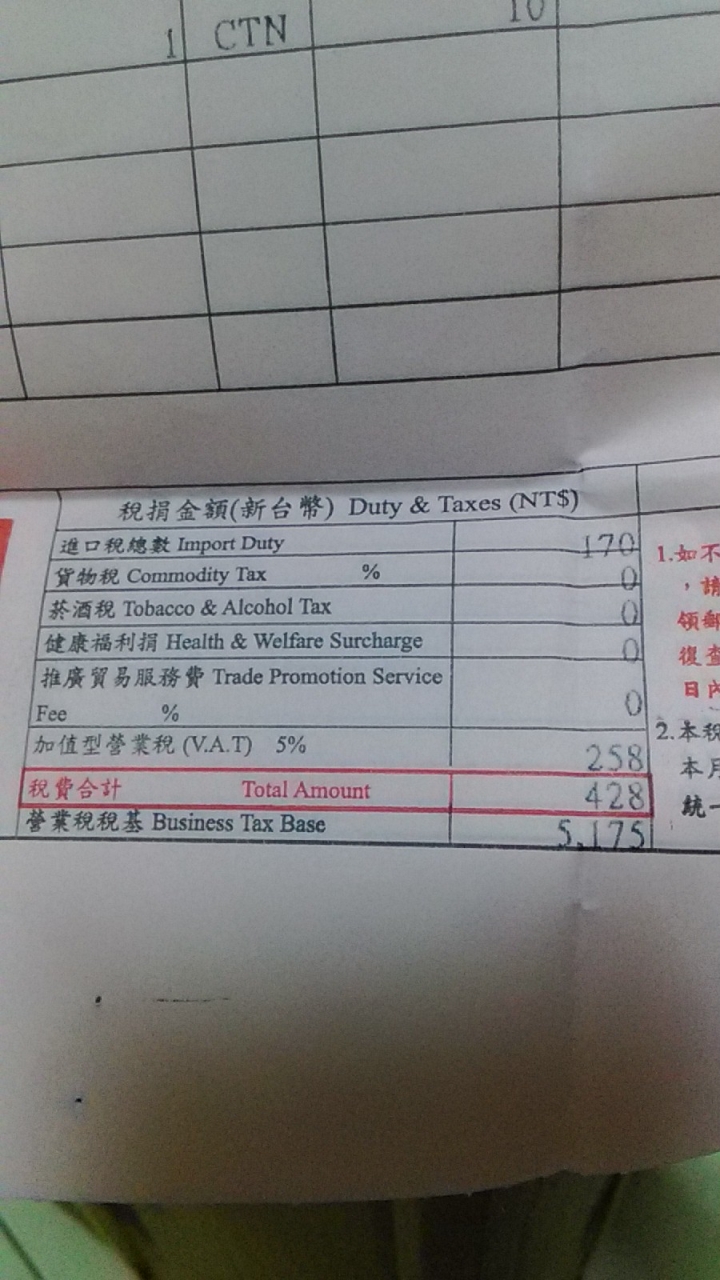 1 CTN 10
稅捐金額(新台幣) Duty & Taxes (NT$)
進口稅總數 Import Duty 170
貨物稅 Commodity Tax % 0
菸酒稅 Tobacco & Alcohol Tax 0
健康福利捐 Health & Welfare Surcharge 0
推廣貿易服務費 Trade Promotion Service
Fee % 0
加值型營業稅 (V.A.T) 5% 258
稅費合計 Total Amount 428
營業稅稅基 Business Tax Base 5,175
1.如不
，請
領郵
復查
日內
2.本稅
本月
統一